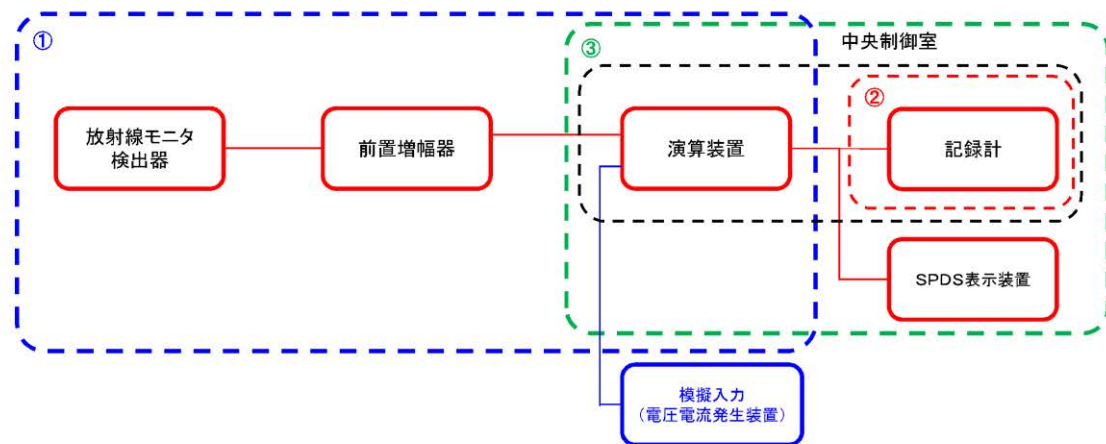 ①
③
中央制御室
②
放射線モニタ
検出器
前置増幅器
演算装置
記録計
SPDS表示装置
模擬入力
（電圧電流発生装置）